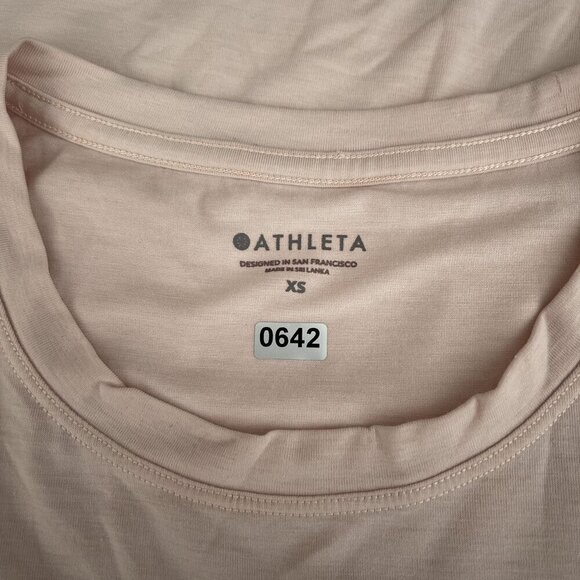 ATHLETA
DESIGNED IN SAN FRANCISCO
MADE IN SRI LANKA
XS
0642